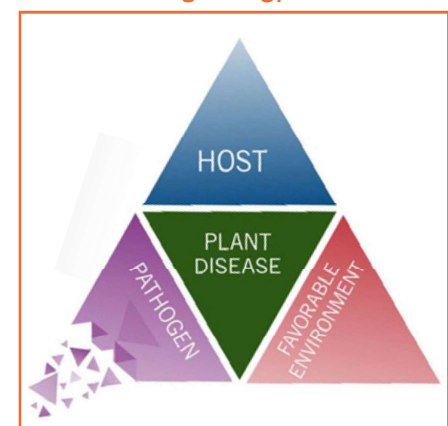 HOST
PLANT
DISEASE
PATHOGEN
FAVORABLE
ENVIRONMENT